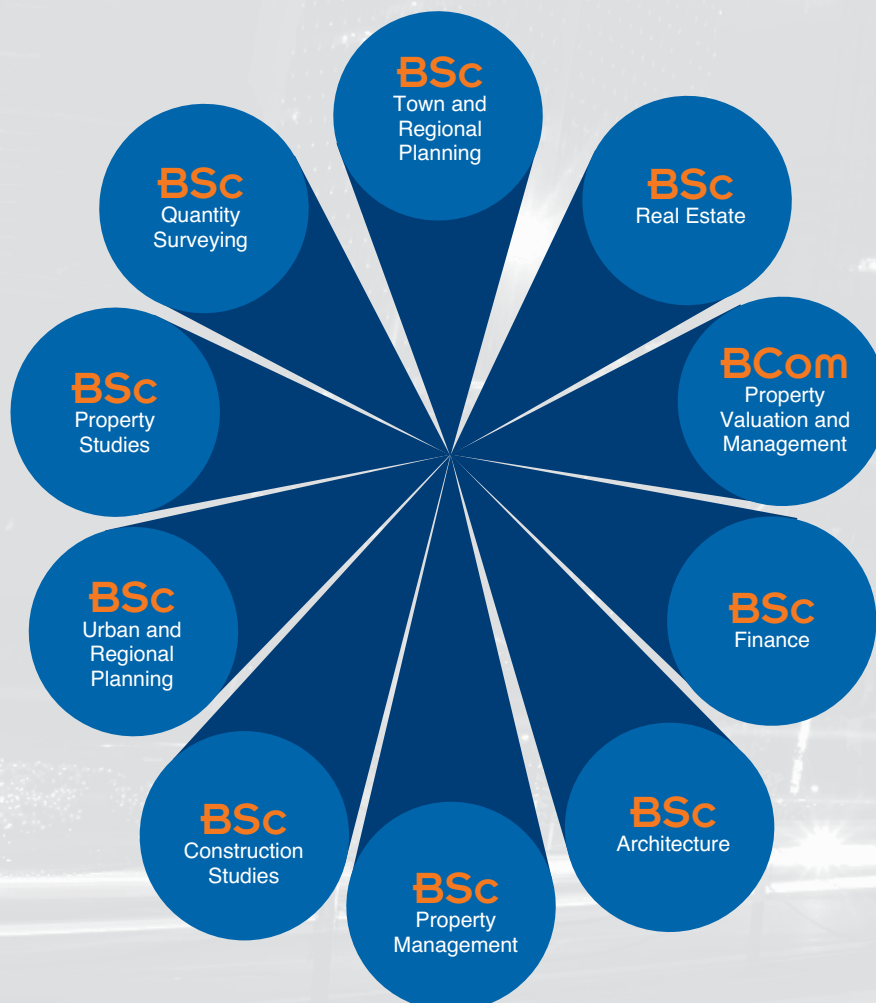 BSc
Town and
Regional
Planning
BSc
Real Estate
BCom
Property
Valuation and
Management
BSc
Finance
BSc
Architecture
BSc
Property
Management
BSc
Construction
Studies
BSc
Urban and
Regional
Planning
BSc
Property
Studies
BSc
Quantity
Surveying